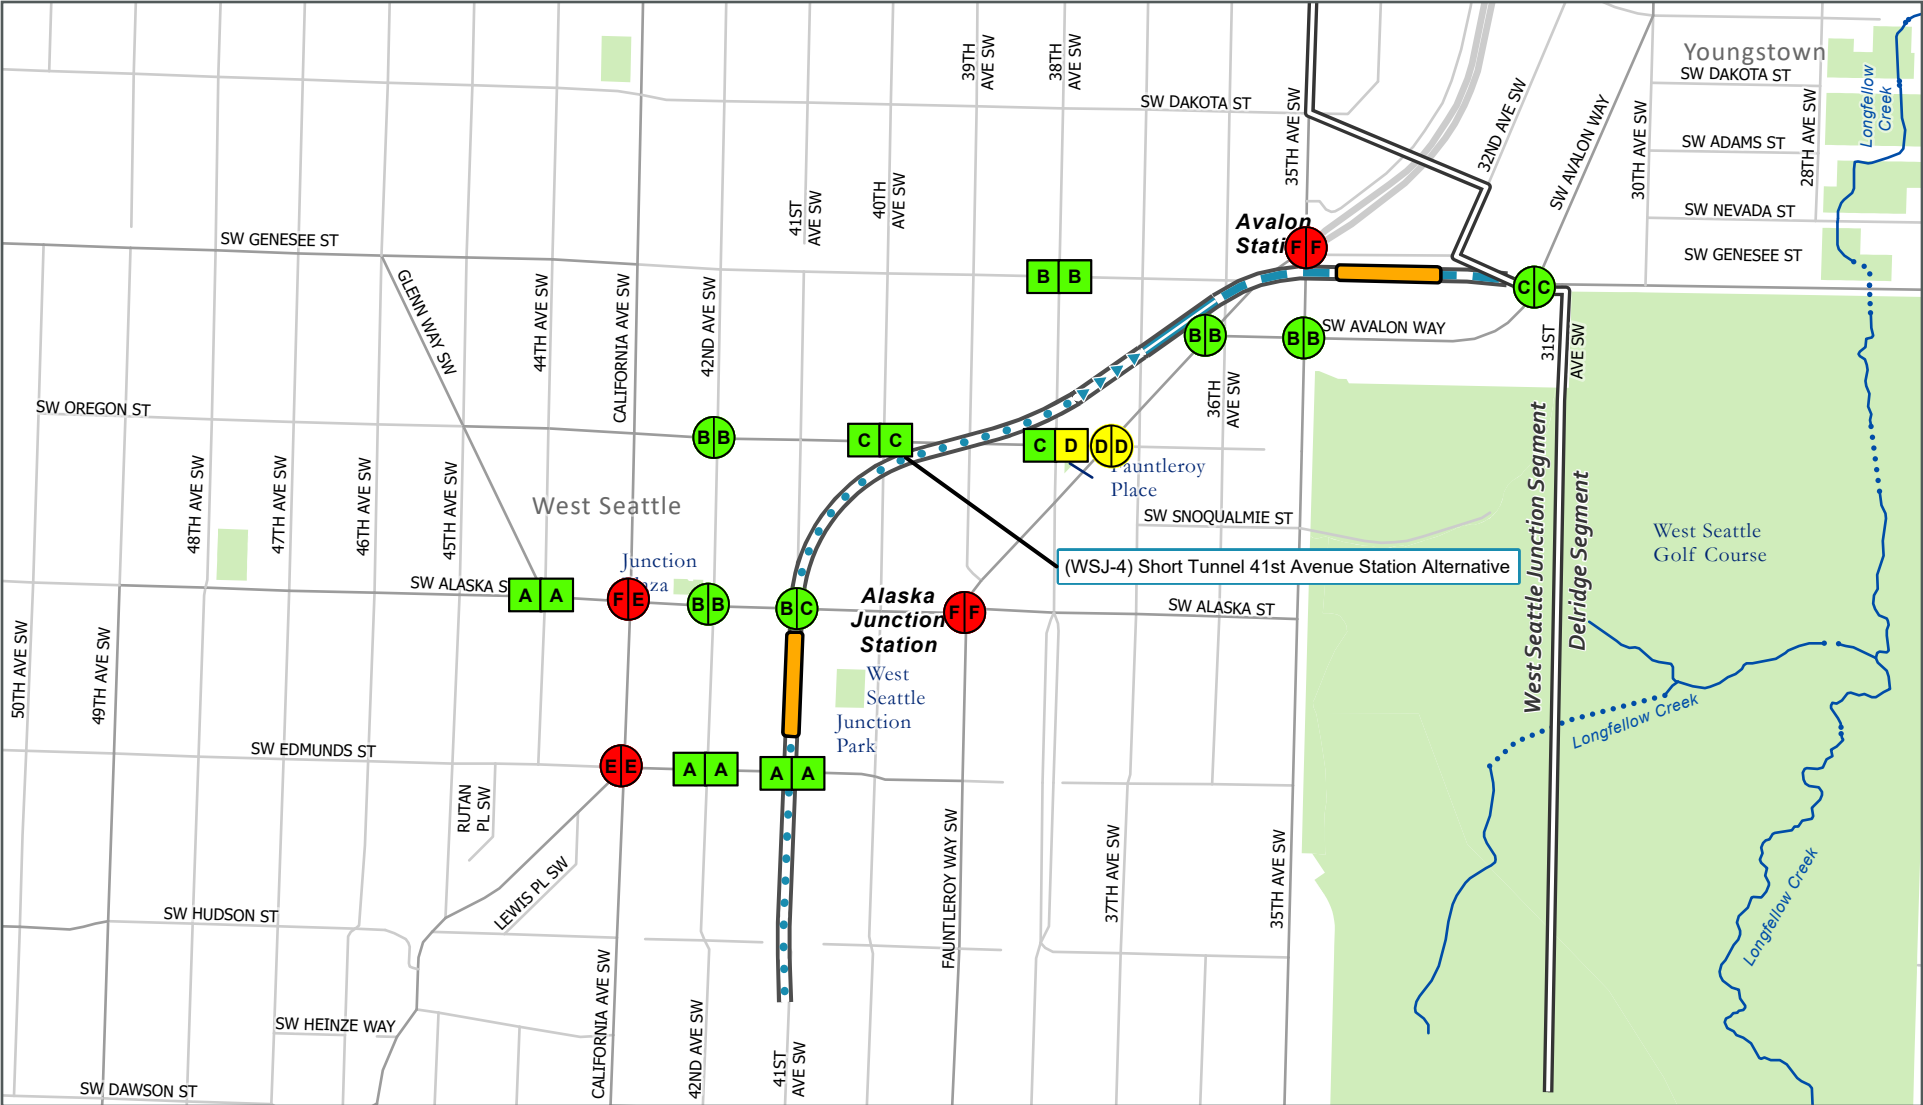 Youngstown
SW DAKOTA ST
SW DAKOTA ST
39TH
AVE SW
38TH
AVE SW
35TH AVE SW
32ND AVE SW
SW AVALON WAY
30TH AVE SW
28TH AVE SW
Longfellow
Creek
SW ADAMS ST
SW NEVADA ST
SW GENESEE ST
41ST
AVE SW
40TH
AVE SW
Avalon
Stati
F F
SW GENESEE ST
B B
C C
GLENN WAY SW
44TH AVE SW
CALIFORNIA AVE SW
42ND AVE SW
B B
B B
SW AVALON WAY
31ST
AVE SW
36TH
AVE SW
SW OREGON ST
B B
C C
C D
D D
Fauntleroy
Place
48TH AVE SW
47TH AVE SW
46TH AVE SW
45TH AVE SW
West Seattle
SW SNOQUALMIE ST
West Seattle
Golf Course
West Seattle Junction Segment
Delridge Segment
(WSJ-4) Short Tunnel 41st Avenue Station Alternative
Junction
laza
SW ALASKA S
A A
F E
B B
B C
Alaska
Junction
Station
F F
SW ALASKA ST
50TH AVE SW
49TH AVE SW
West
Seattle
Junction
Park
Longfellow Creek
SW EDMUNDS ST
E E
A A
A A
RUTAN
PL SW
LEWIS PL SW
FAUNTLEROY WAY SW
37TH AVE SW
35TH AVE SW
Longfellow Creek
SW HUDSON ST
CALIFORNIA AVE SW
42ND AVE SW
41ST
AVE SW
SW HEINZE WAY
SW DAWSON ST